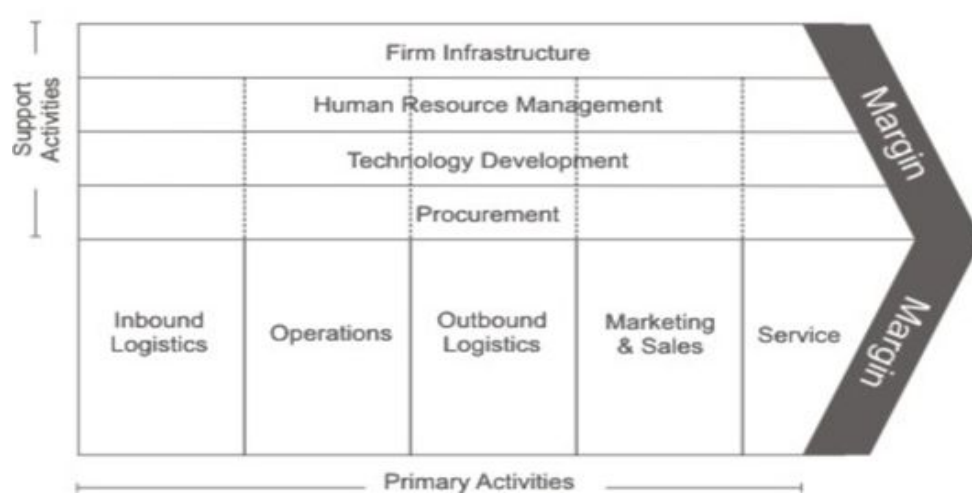 Support
Activities
Firm Infrastructure
Human Resource Management
Technology Development
Procurement
Margin
Inbound
Logistics
Operations
Outbound
Logistics
Marketing
& Sales
Service
Margin
Primary Activities